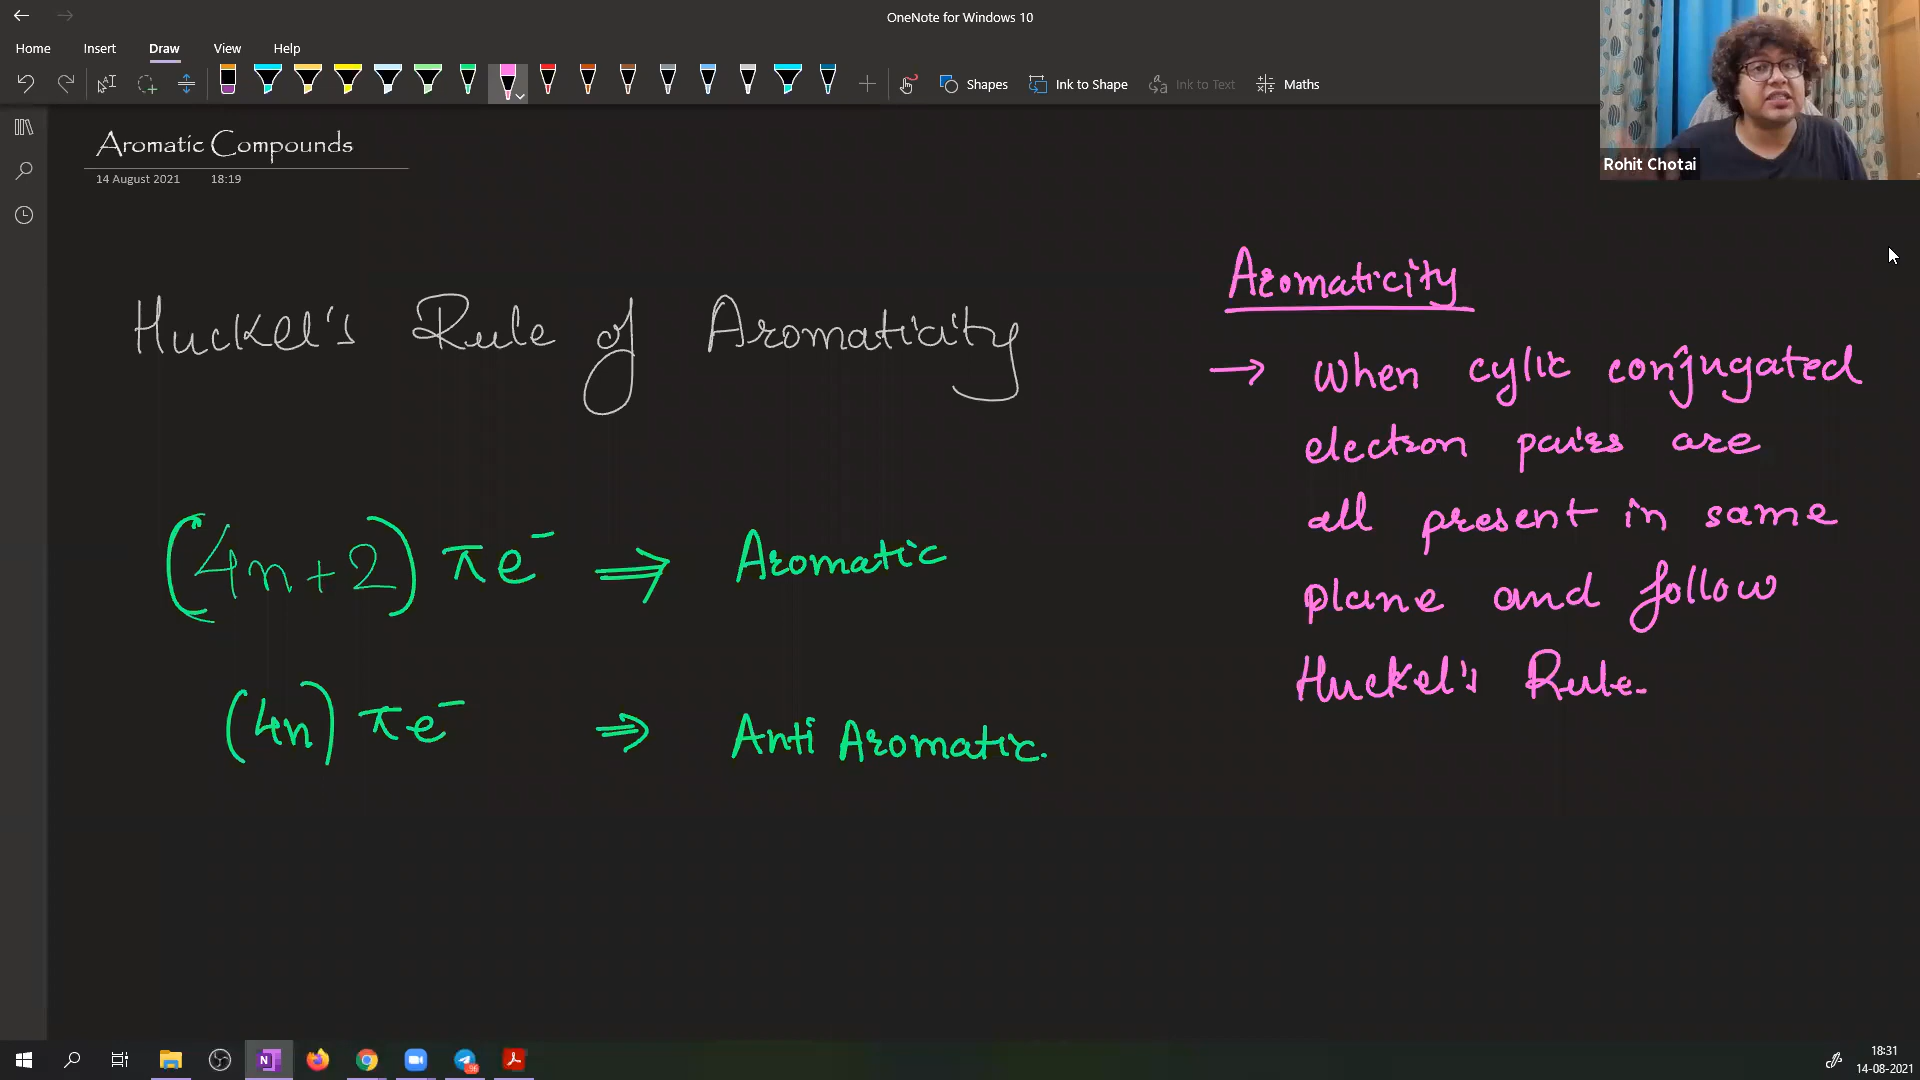 OneNote for Windows 10
Home Insert Draw View Help
Shapes Ink to Shape Ink to Text Maths
Rohit Chotai
Aromatic Compounds
14 August 2021 18:19
Huckel's Rule of Aromaticity
(4n+2) πe⁻ ⇒ Aromatic
(4n) πe⁻ ⇒ Anti Aromatic.
Aromaticity
→ When cylic conjugated
electron pairs are
all present in same
plane and follow
Huckel's Rule.
18:31
14-08-2021